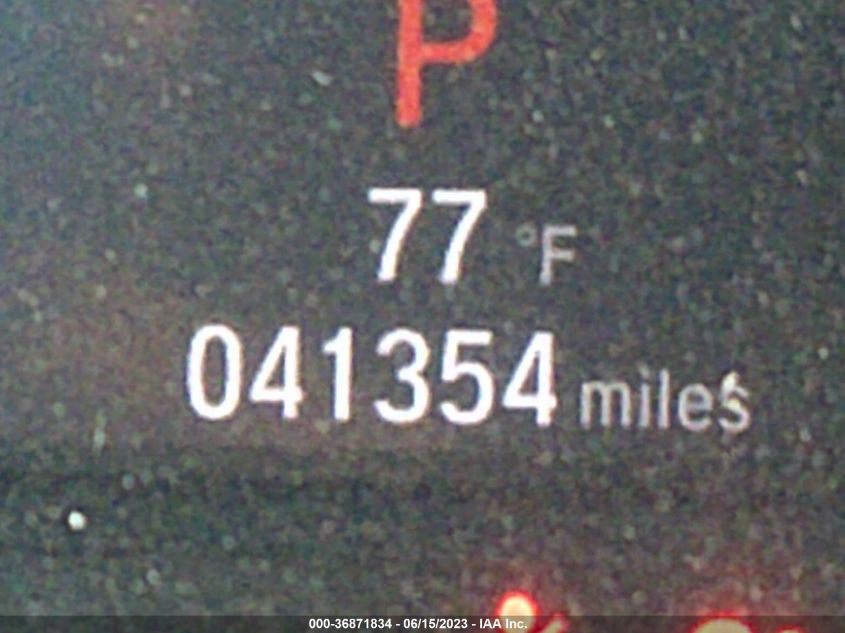 P
77 °F
041354 miles
000-36871834 - 06/15/2023 - IAA Inc.